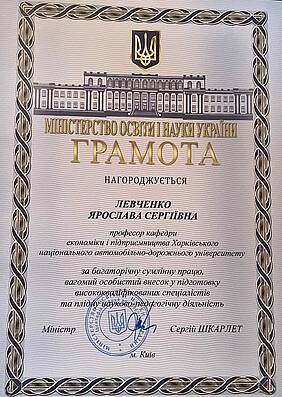 МІНІСТЕРСТВО ОСВІТИ І НАУКИ УКРАЇНИ
ГРАМОТА
НАГОРОДЖУЄТЬСЯ
ЛЕВЧЕНКО
ЯРОСЛАВА СЕРГІЇВНА
професор кафедри
економіки і підприємництва Харківського
національного автомобільно-дорожнього університету
за багаторічну сумлінну працю,
вагомий особистий внесок у підготовку
висококваліфікованих спеціалістів
та плідну науково-педагогічну діяльність
Міністр Сергій ШКАРЛЕТ
м. Київ